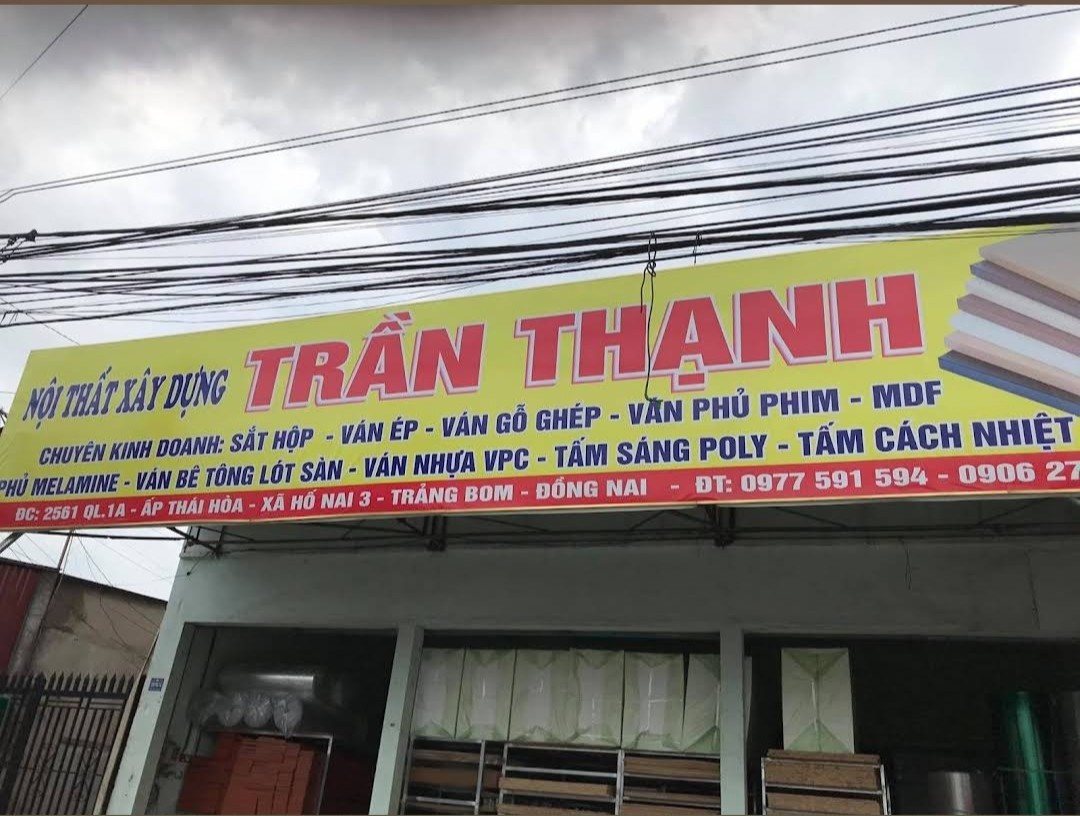 NỘI THẤT XÂY DỰNG TRẦN THẠNH
CHUYÊN KINH DOANH: SẮT HỘP - VÁN ÉP - VÁN GỖ GHÉP - VÁN PHỦ PHIM - MDF
PHỦ MELAMINE - VÁN BÊ TÔNG LÓT SÀN - VÁN NHỰA VPC - TẤM SÁNG POLY - TẤM CÁCH NHIỆT
ĐC: 2561 QL.1A - ẤP THÁI HÒA - XÃ HỐ NAI 3 - TRẢNG BOM - ĐỒNG NAI - ĐT: 0977 591 594 - 0906 27